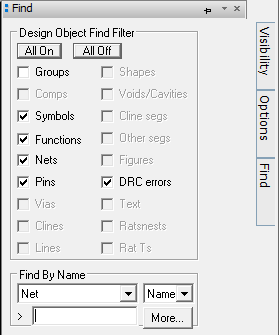 Find
Design Object Find Filter
All On All Off
Groups Shapes
Comps Voids/Cavities
Symbols Cline segs
Functions Other segs
Nets Figures
Pins DRC errors
Vias Text
Clines Ratsnests
Lines Rat Ts
Find By Name
Net Name
> More...
Visibility
Options
Find